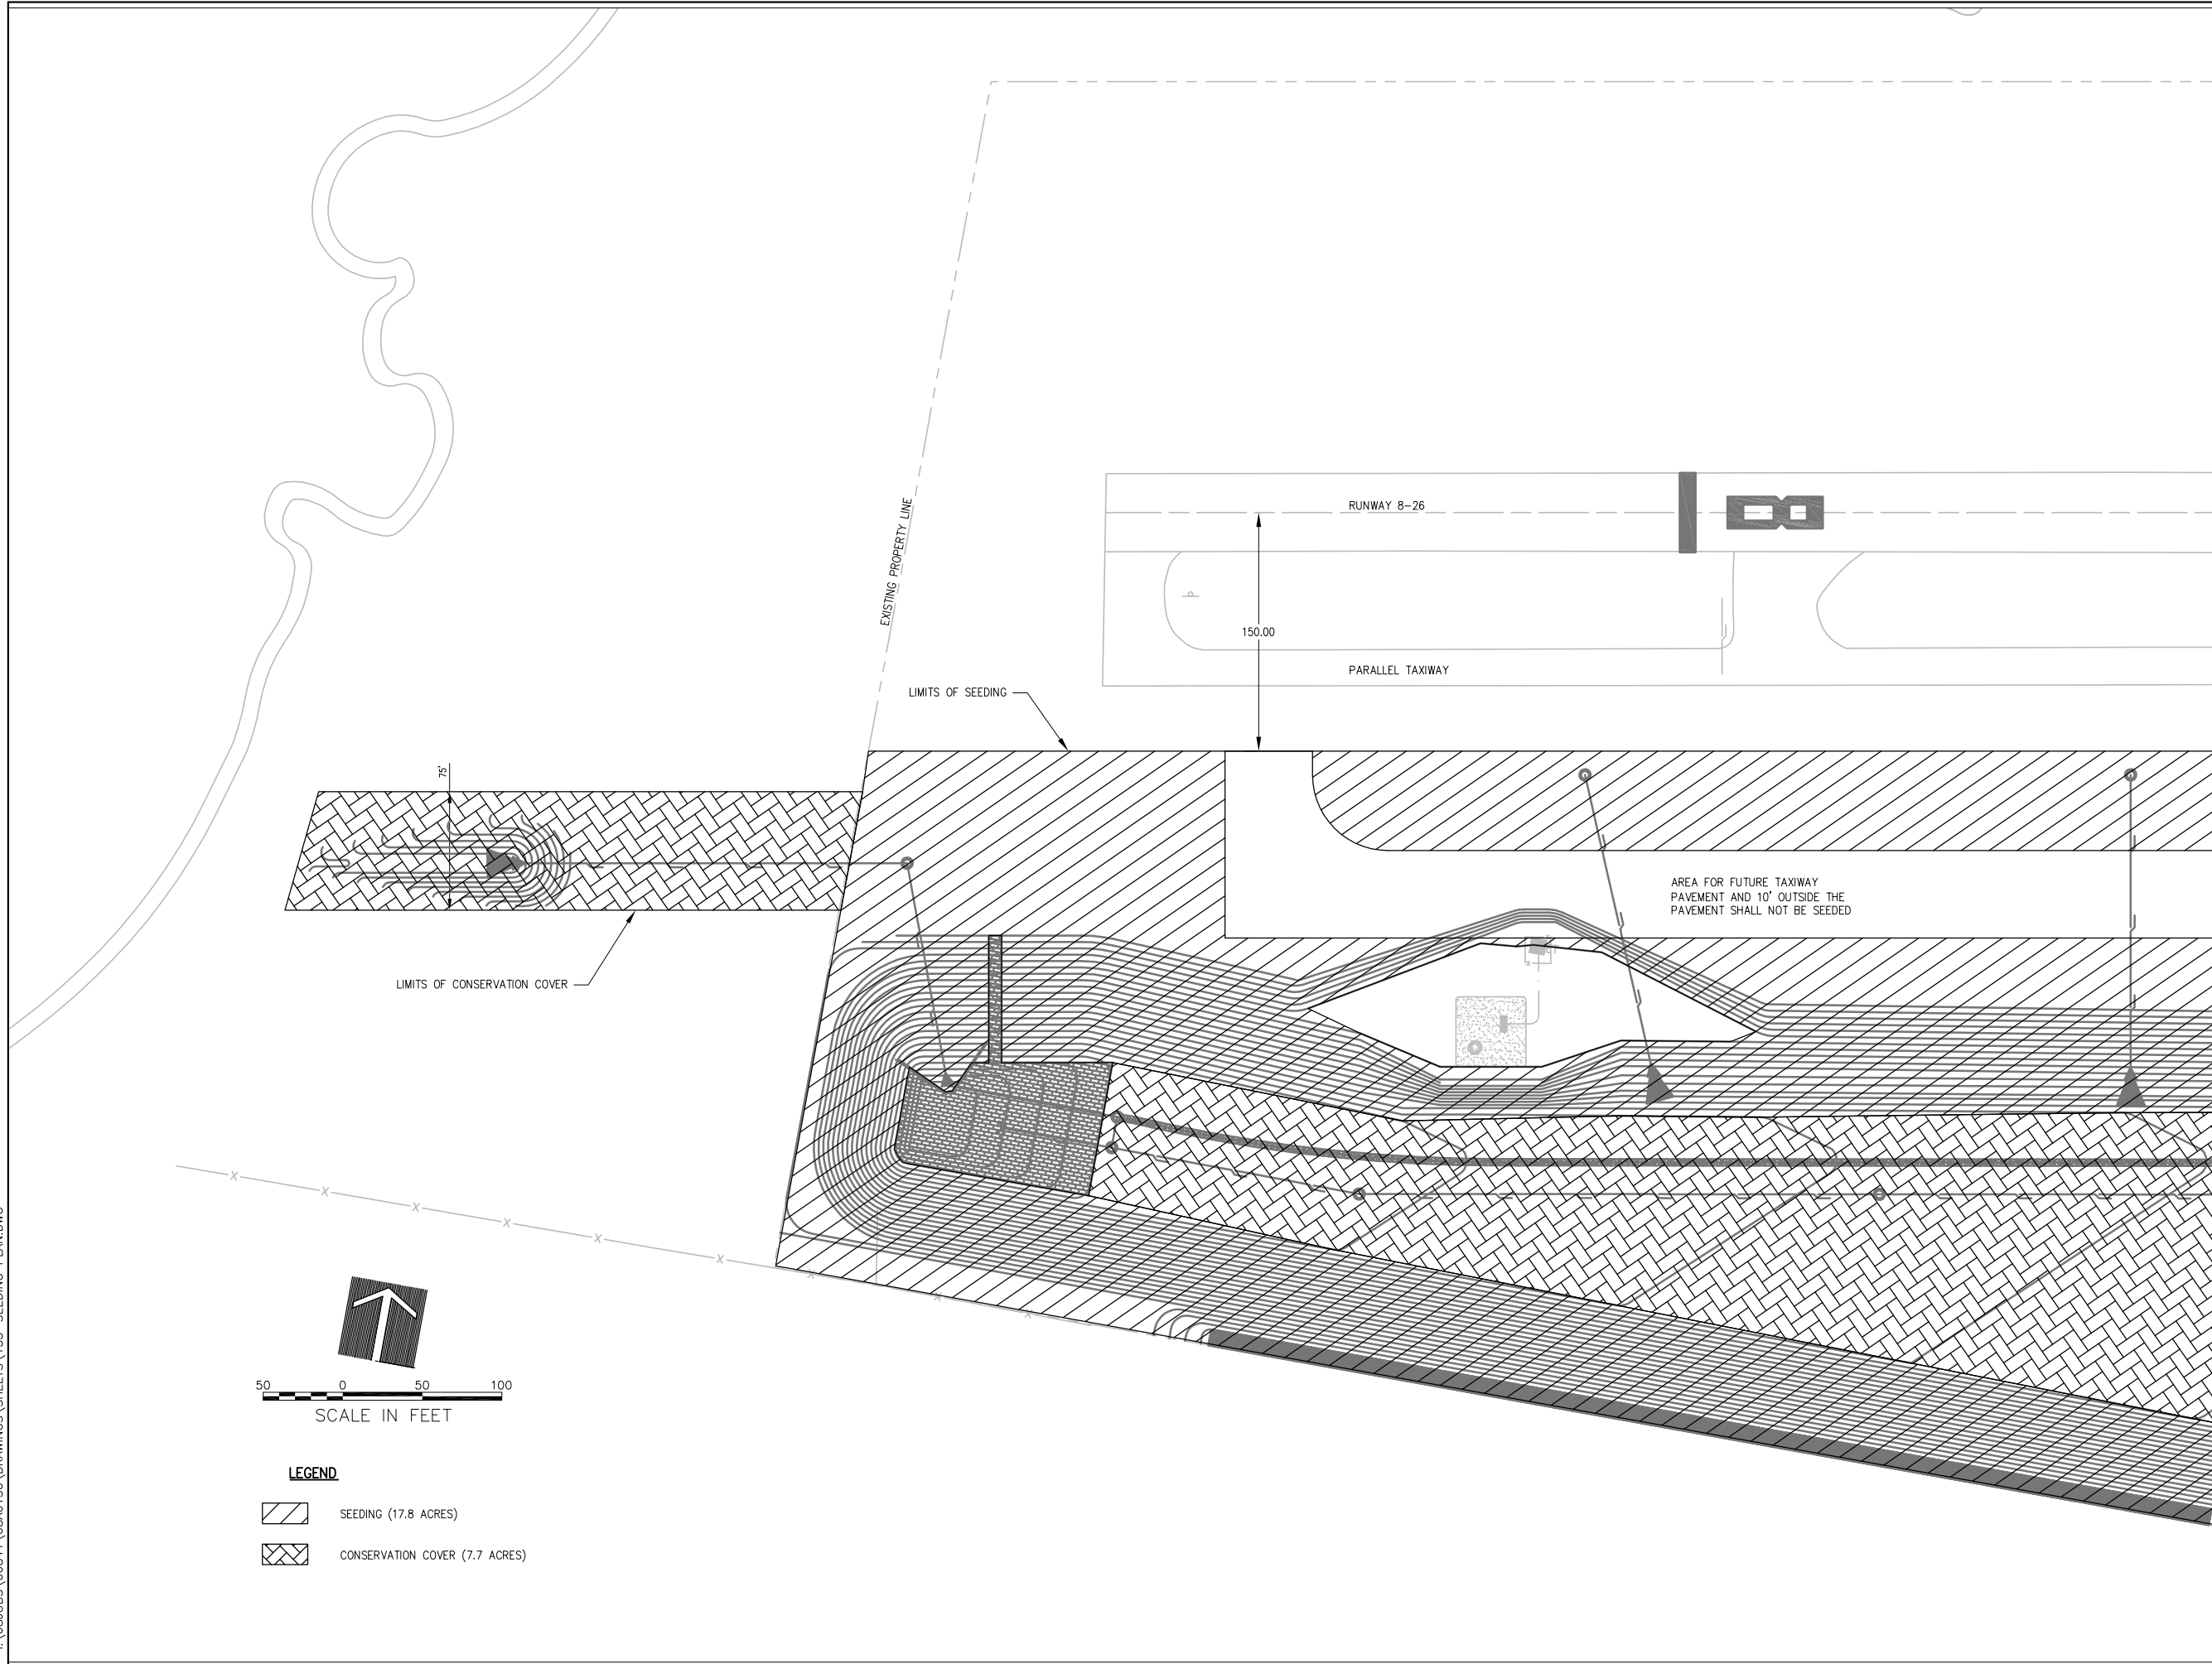 RUNWAY 8-26
EXISTING PROPERTY LINE
150.00
PARALLEL TAXIWAY
LIMITS OF SEEDING
75'
AREA FOR FUTURE TAXIWAY
PAVEMENT AND 10' OUTSIDE THE
PAVEMENT SHALL NOT BE SEEDED
LIMITS OF CONSERVATION COVER
50 0 50 100
SCALE IN FEET
LEGEND
SEEDING (17.8 ACRES)
CONSERVATION COVER (7.7 ACRES)